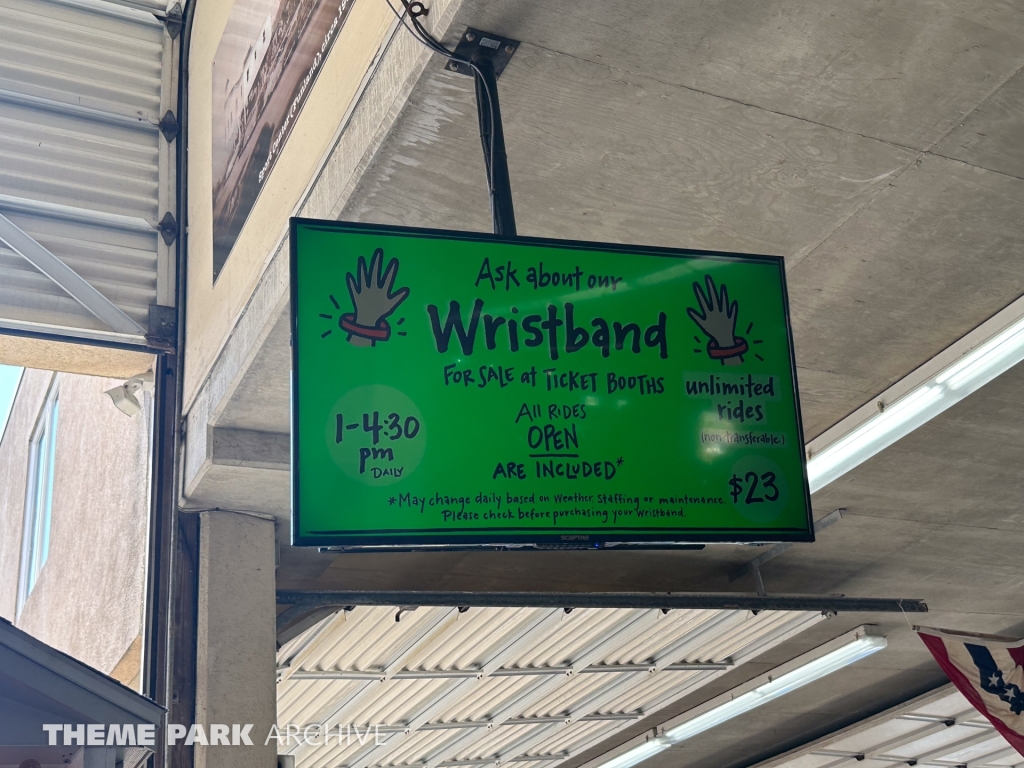 Ask about our
Wristband
FOR SALE at TICKET BOOTHS
All RIDES
OPEN
ARE INCLUDED*
1-4:30
pm
DAILY
unlimited
rides
(non-transferable)
$23
*May change daily based on weather, staffing or maintenance.
Please check before purchasing your wristband.
SCEPTRE
THEME PARK ARCHIVE